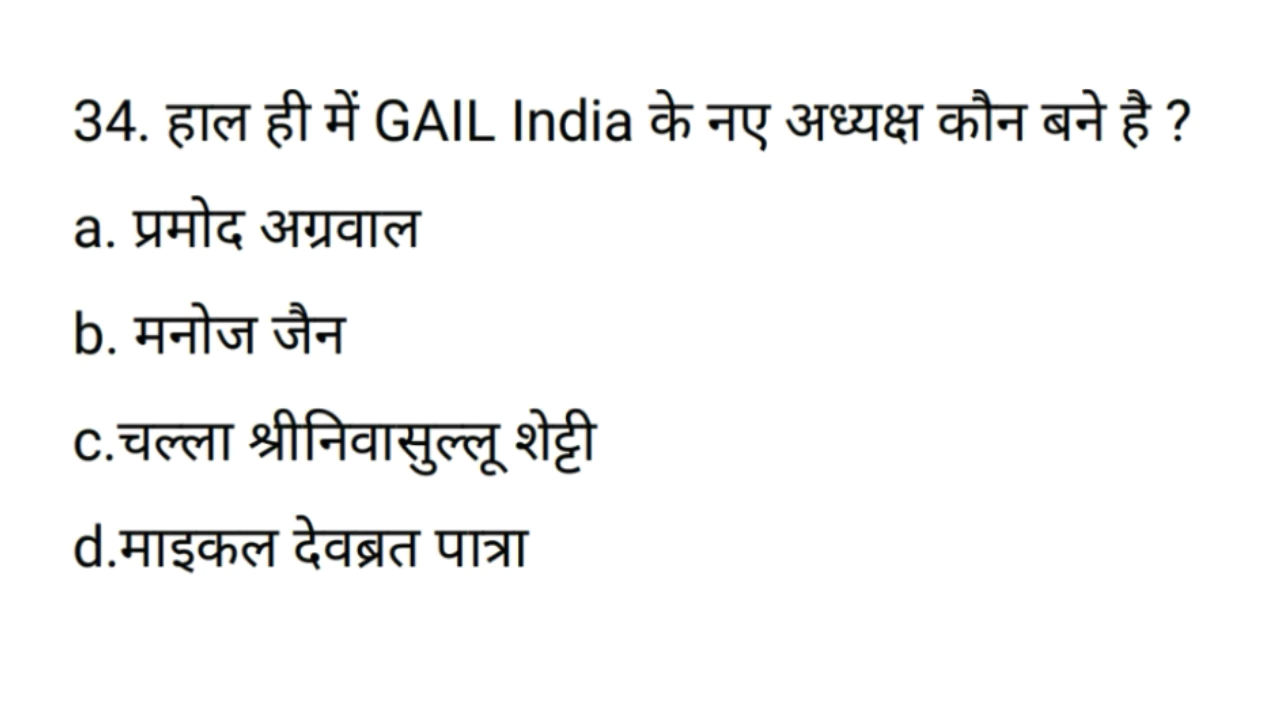 34. हाल ही में GAIL India के नए अध्यक्ष कौन बने है ?
a. प्रमोद अग्रवाल
b. मनोज जैन
c.चल्ला श्रीनिवासुल्लू शेट्टी
d.माइकल देवब्रत पात्रा